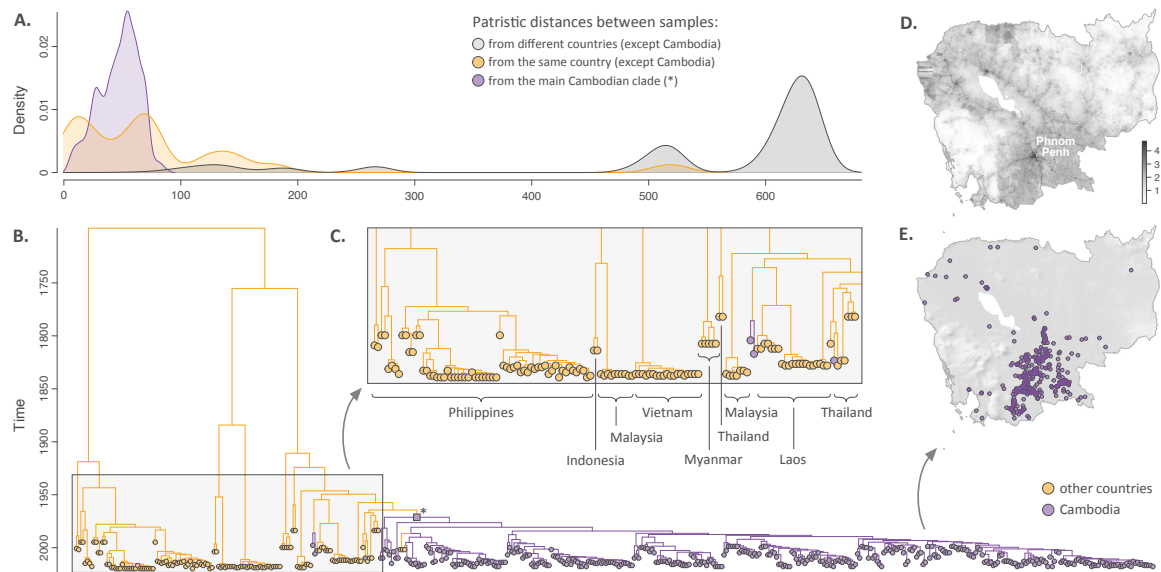 A.
Patristic distances between samples:
from different countries (except Cambodia)
from the same country (except Cambodia)
from the main Cambodian clade (*)
Density
0.02
0.01
0
0
100
200
300
400
500
600
D.
Phnom
Penh
4
3
2
1
B.
Time
1750
1800
1850
1900
1950
2000
*
C.
Philippines
Vietnam
Malaysia
Thailand
Malaysia
Thailand
Indonesia
Myanmar
Laos
E.
other countries
Cambodia